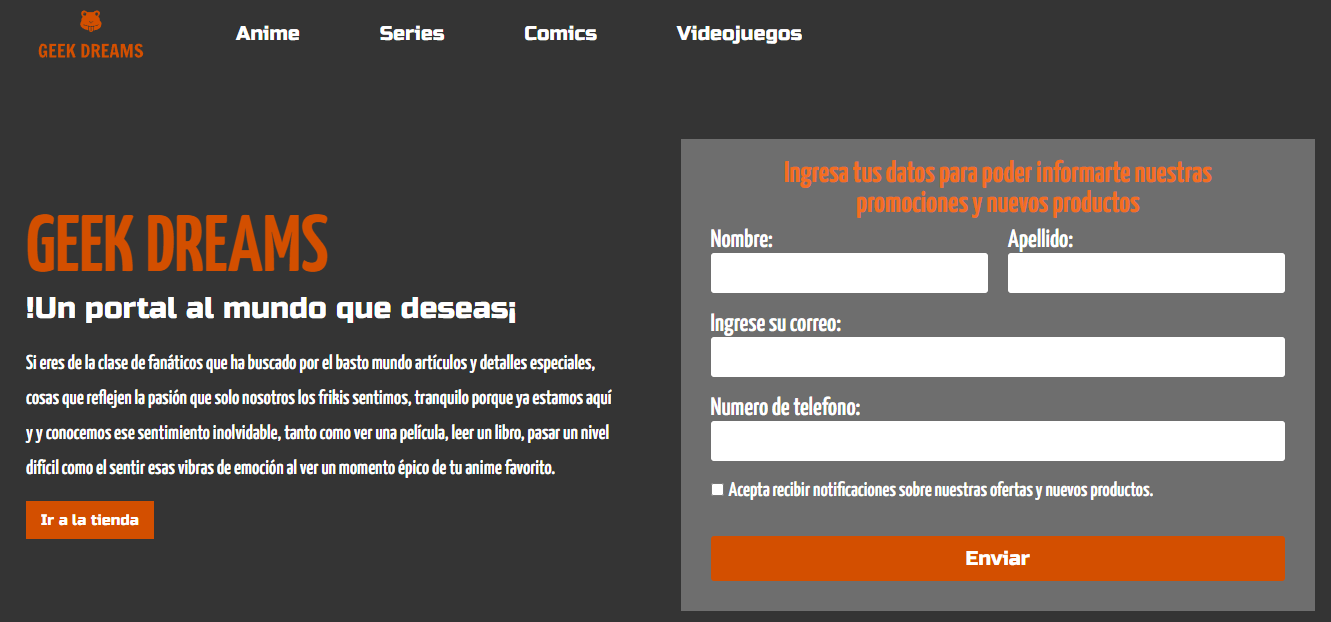 GEEK DREAMS
Anime
Series
Comics
Videojuegos
GEEK DREAMS
!Un portal al mundo que deseas¡
Si eres de la clase de fanáticos que ha buscado por el basto mundo artículos y detalles especiales,
cosas que reflejen la pasión que solo nosotros los frikis sentimos, tranquilo porque ya estamos aquí
y y conocemos ese sentimiento inolvidable, tanto como ver una película, leer un libro, pasar un nivel
difícil como el sentir esas vibras de emoción al ver un momento épico de tu anime favorito.
Ir a la tienda
Ingresa tus datos para poder informarte nuestras
promociones y nuevos productos
Nombre:
Apellido:
Ingrese su correo:
Numero de telefono:
Acepta recibir notificaciones sobre nuestras ofertas y nuevos productos.
Enviar